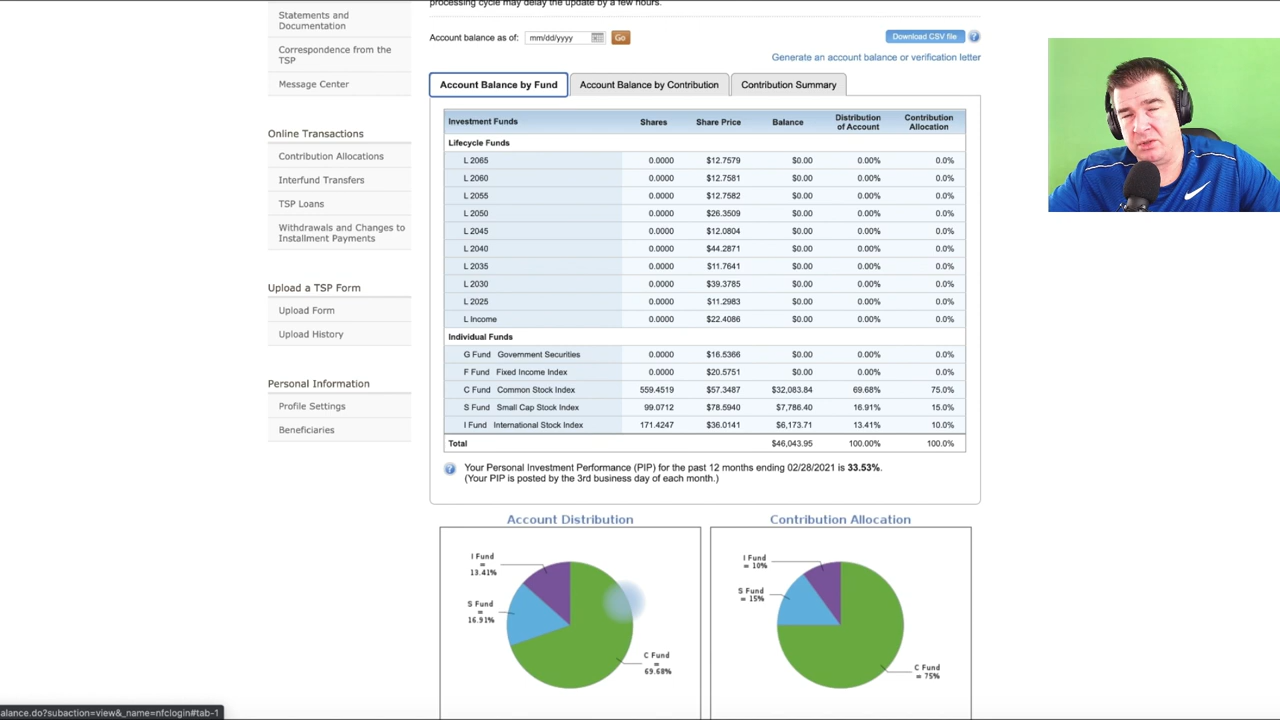 processing cycle may delay the update by a few hours.
Statements and
Documentation
Correspondence from the
TSP
Message Center
Account balance as of: mm/dd/yyyy Go
Download CSV file ?
Generate an account balance or verification letter
Account Balance by Fund Account Balance by Contribution Contribution Summary
Online Transactions
Contribution Allocations
Interfund Transfers
TSP Loans
Withdrawals and Changes to
Installment Payments
Upload a TSP Form
Upload Form
Upload History
Personal Information
Profile Settings
Beneficiaries
Investment Funds Shares Share Price Balance Distribution of Account Contribution Allocation
Lifecycle Funds
L 2065 0.0000 $12.7579 $0.00 0.00% 0.0%
L 2060 0.0000 $12.7581 $0.00 0.00% 0.0%
L 2055 0.0000 $12.7582 $0.00 0.00% 0.0%
L 2050 0.0000 $26.3509 $0.00 0.00% 0.0%
L 2045 0.0000 $12.0804 $0.00 0.00% 0.0%
L 2040 0.0000 $44.2871 $0.00 0.00% 0.0%
L 2035 0.0000 $11.7641 $0.00 0.00% 0.0%
L 2030 0.0000 $39.3785 $0.00 0.00% 0.0%
L 2025 0.0000 $11.2983 $0.00 0.00% 0.0%
L Income 0.0000 $22.4086 $0.00 0.00% 0.0%
Individual Funds
G Fund Government Securities 0.0000 $16.5366 $0.00 0.00% 0.0%
F Fund Fixed Income Index 0.0000 $20.5751 $0.00 0.00% 0.0%
C Fund Common Stock Index 559.4519 $57.3487 $32,083.84 69.68% 75.0%
S Fund Small Cap Stock Index 99.0712 $78.5940 $7,786.40 16.91% 15.0%
I Fund International Stock Index 171.4247 $36.0141 $6,173.71 13.41% 10.0%
Total $46,043.95 100.00% 100.0%
? Your Personal Investment Performance (PIP) for the past 12 months ending 02/28/2021 is 33.53%.
(Your PIP is posted by the 3rd business day of each month.)
Account Distribution
I Fund
=
13.41%
S Fund
=
16.91%
C Fund
=
69.68%
Contribution Allocation
I Fund
= 10%
S Fund
= 15%
C Fund
= 75%
alance.do?subaction=view&_name=nfclogin#tab-1